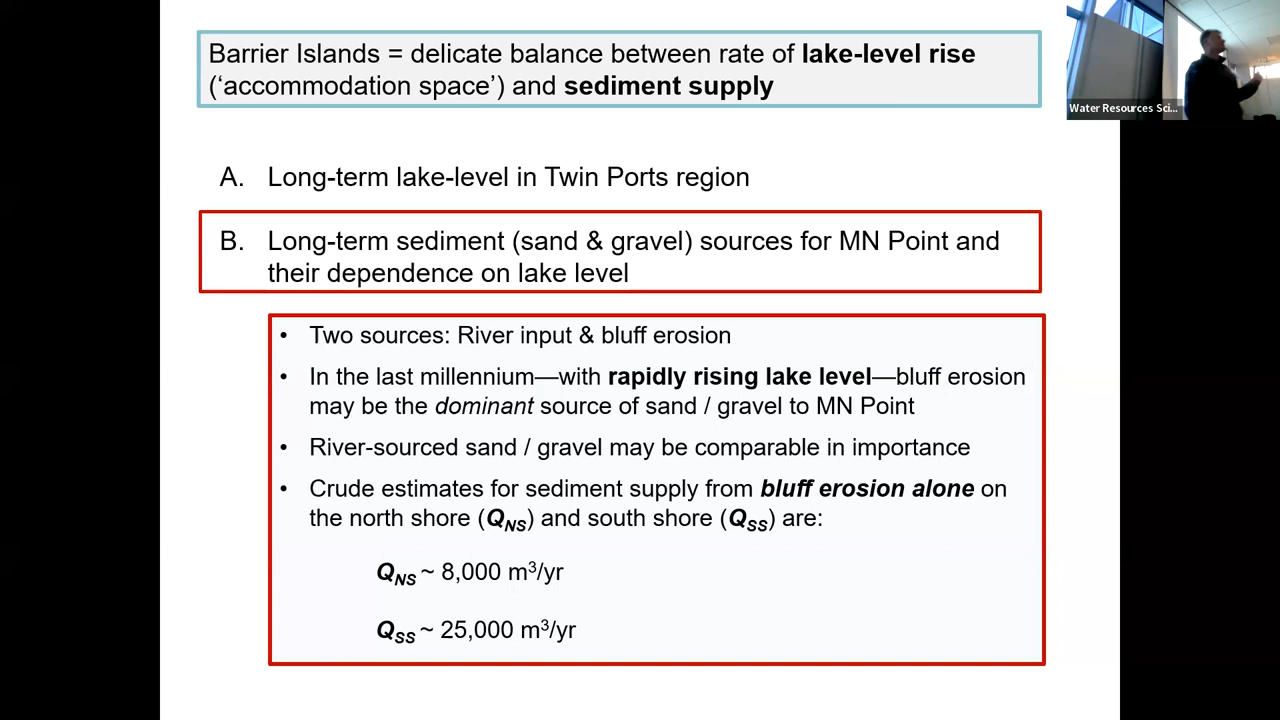 Barrier Islands = delicate balance between rate of lake-level rise
(‘accommodation space’) and sediment supply
Water Resources Sci...
A. Long-term lake-level in Twin Ports region
B. Long-term sediment (sand & gravel) sources for MN Point and
their dependence on lake level
• Two sources: River input & bluff erosion
• In the last millennium—with rapidly rising lake level—bluff erosion
may be the dominant source of sand / gravel to MN Point
• River-sourced sand / gravel may be comparable in importance
• Crude estimates for sediment supply from bluff erosion alone on
the north shore (Q_NS) and south shore (Q_SS) are:
Q_NS ~ 8,000 m³/yr
Q_SS ~ 25,000 m³/yr